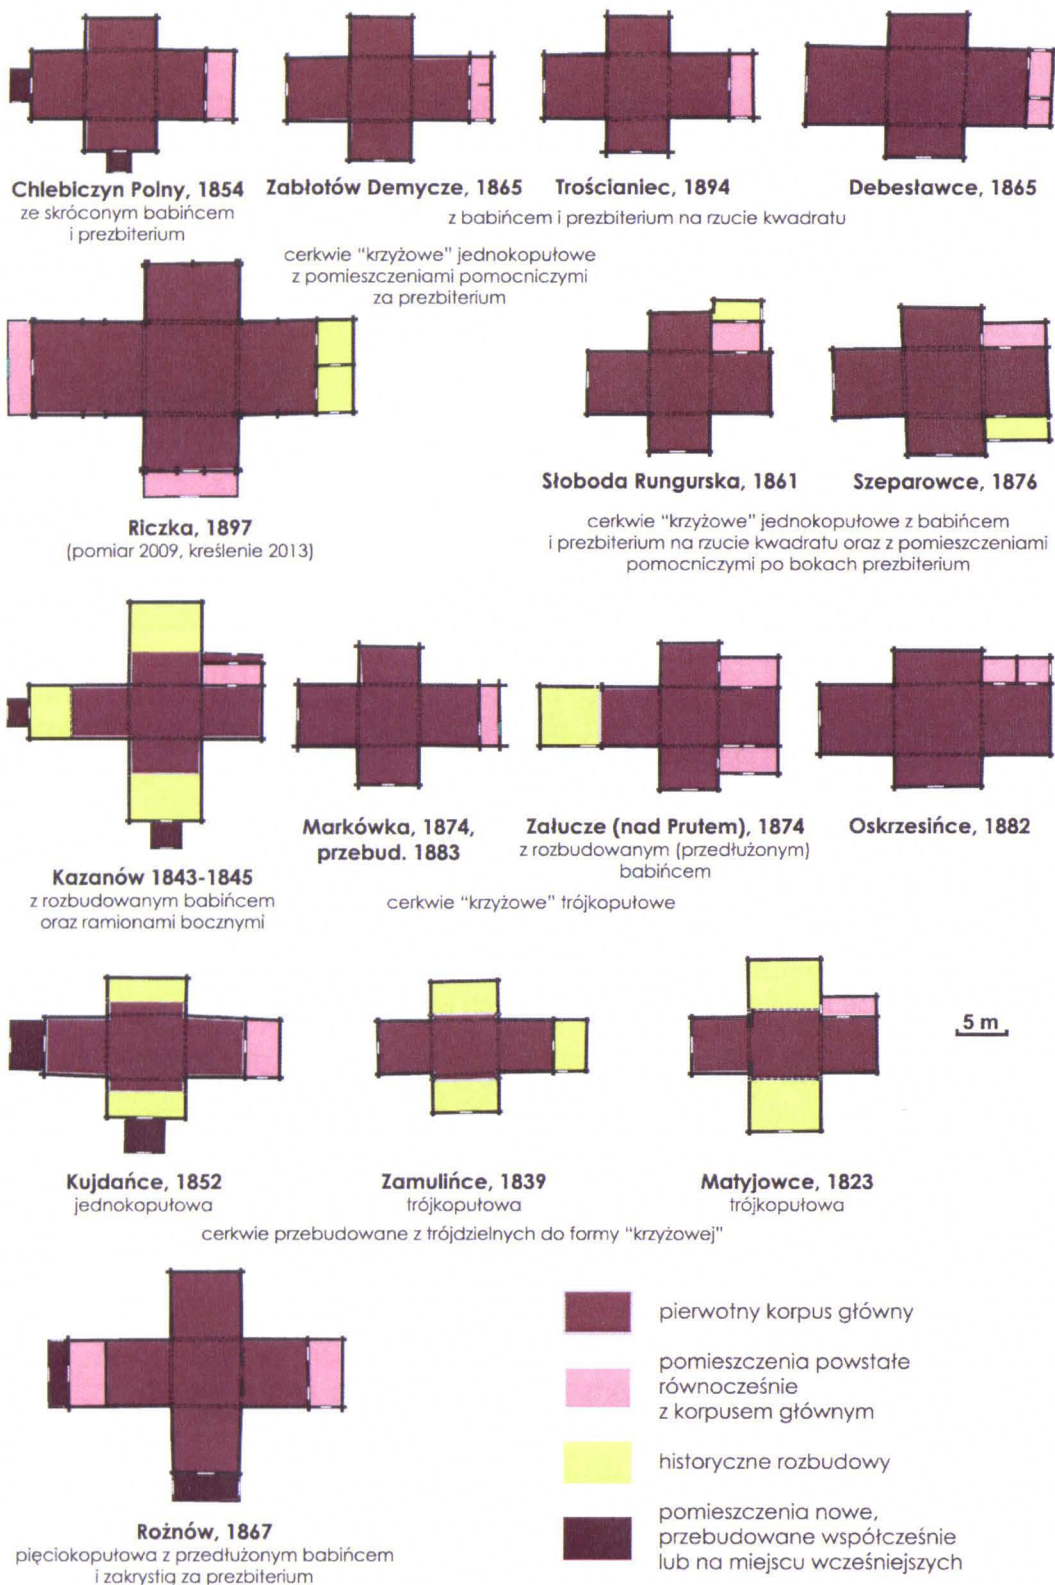 Chlebiczyn Polny, 1854
ze skróconym babińcem
i prezbiterium
Zabłotów Demycze, 1865
Trościaniec, 1894
Debesławce, 1865
z babińcem i prezbiterium na rzucie kwadratu
cerkwie "krzyżowe" jednokopułowe
z pomieszczeniami pomocniczymi
za prezbiterium
Riczka, 1897
(pomiar 2009, kreślenie 2013)
Słoboda Rungurska, 1861
Szeparowce, 1876
cerkwie "krzyżowe" jednokopułowe z babińcem
i prezbiterium na rzucie kwadratu oraz z pomieszczeniami
pomocniczymi po bokach prezbiterium
Kazanów 1843-1845
z rozbudowanym babińcem
oraz ramionami bocznymi
Markówka, 1874,
przebud. 1883
Załucze (nad Prutem), 1874
z rozbudowanym (przedłużonym)
babińcem
Oskrzesińce, 1882
cerkwie "krzyżowe" trójkopułowe
Kujdańce, 1852
jednokopułowa
Zamulińce, 1839
trójkopułowa
Matyjowce, 1823
trójkopułowa
5 m
cerkwie przebudowane z trójdzielnych do formy "krzyżowej"
Rożnów, 1867
pięciokopułowa z przedłużonym babińcem
i zakrystią za prezbiterium
pierwotny korpus główny
pomieszczenia powstałe
równocześnie
z korpusem głównym
historyczne rozbudowy
pomieszczenia nowe,
przebudowane współcześnie
lub na miejscu wcześniejszych